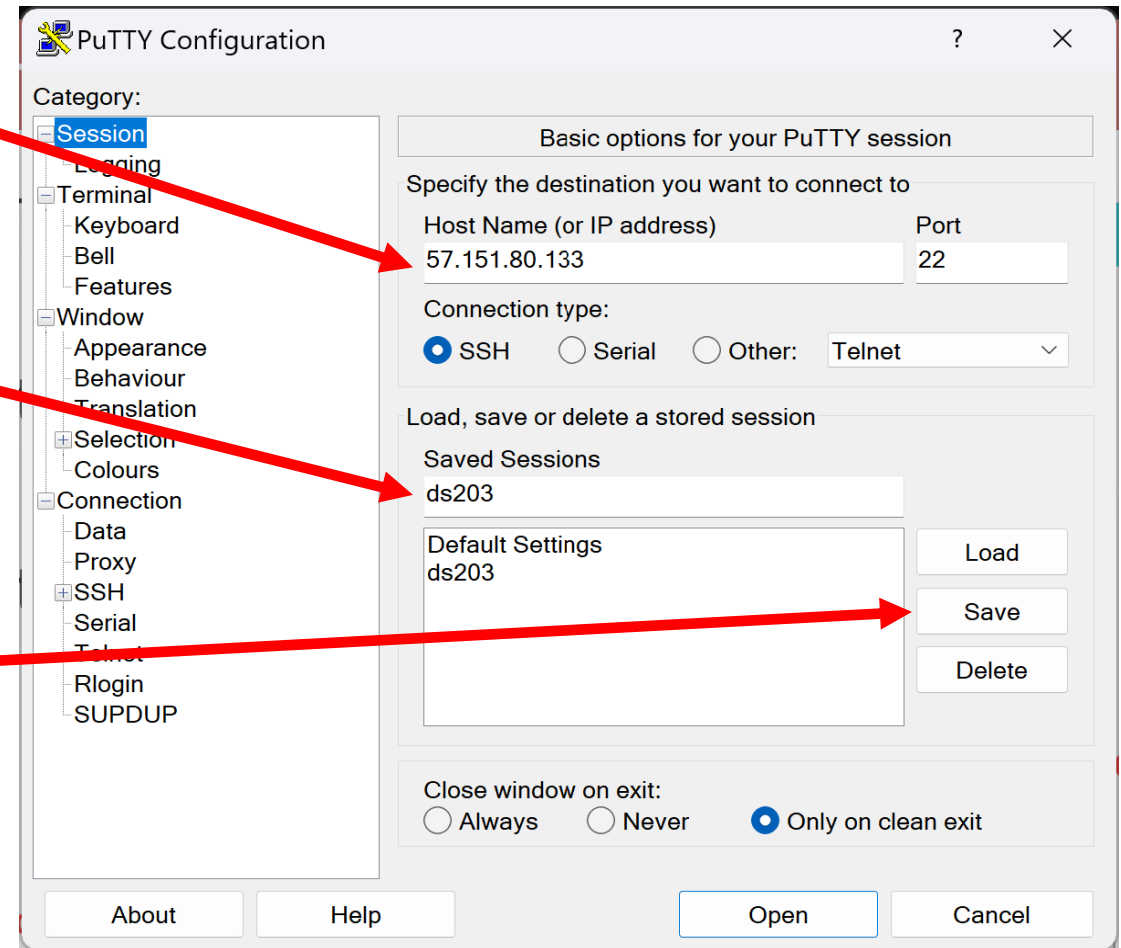 PuTTY Configuration
?
Category:
Session
Logging
Terminal
Keyboard
Bell
Features
Window
Appearance
Behaviour
Translation
Selection
Colours
Connection
Data
Proxy
SSH
Serial
Telnet
Rlogin
SUPDUP
Basic options for your PuTTY session
Specify the destination you want to connect to
Host Name (or IP address) Port
57.151.80.133 22
Connection type:
SSH Serial Other: Telnet
Load, save or delete a stored session
Saved Sessions
ds203
Default Settings
ds203
Load
Save
Delete
Close window on exit:
Always Never Only on clean exit
About Help Open Cancel